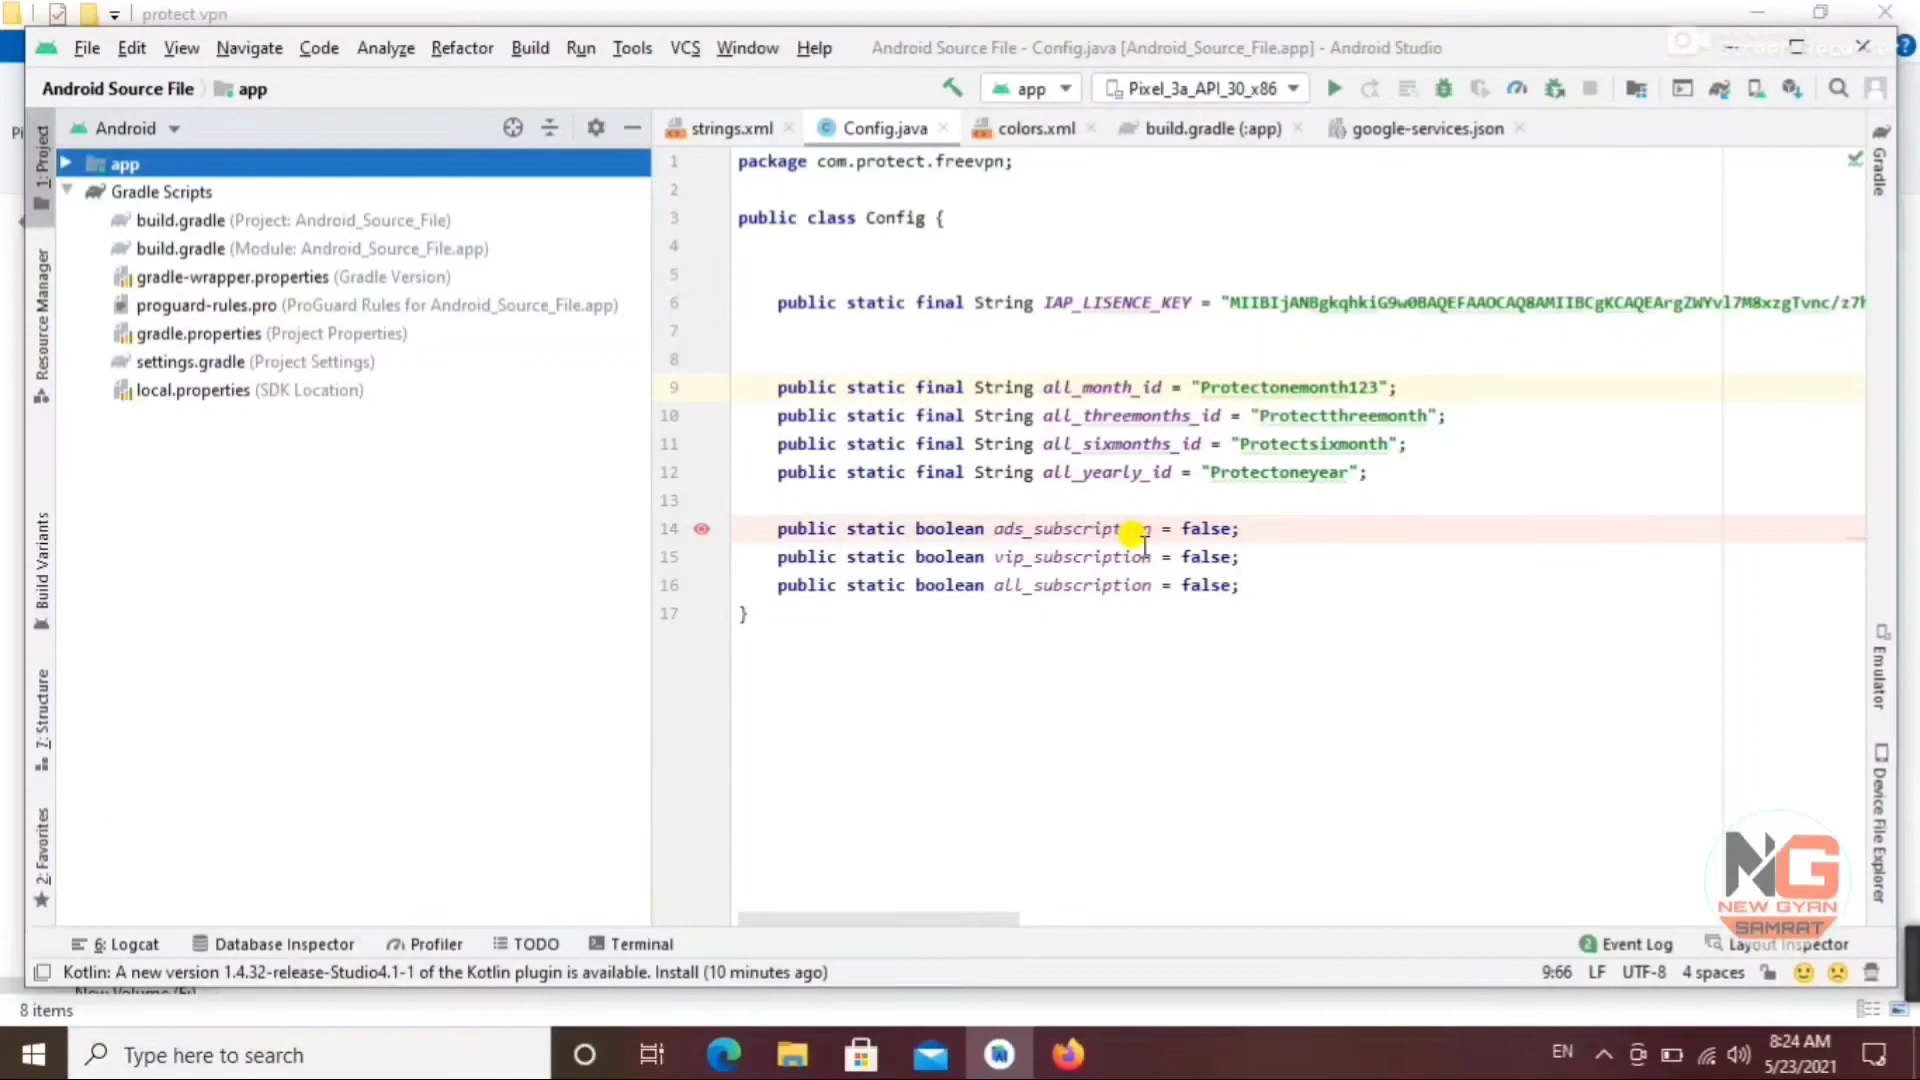 protect vpn
File Edit View Navigate Code Analyze Refactor Build Run Tools VCS Window Help Android Source File - Config.java [Android_Source_File.app] - Android Studio
Android Source File app app Pixel_3a_API_30_x86
Android strings.xml Config.java colors.xml build.gradle (:app) google-services.json
1: Project
Resource Manager
Build Variants
7: Structure
2: Favorites
app
Gradle Scripts
build.gradle (Project: Android_Source_File)
build.gradle (Module: Android_Source_File.app)
gradle-wrapper.properties (Gradle Version)
proguard-rules.pro (ProGuard Rules for Android_Source_File.app)
gradle.properties (Project Properties)
settings.gradle (Project Settings)
local.properties (SDK Location)
1 package com.protect.freevpn;
2
3 public class Config {
4
5
6 public static final String IAP_LISENCE_KEY = "MIIBIjANBgkqhkiG9w0BAQEFAAOCAQ8AMIIBCgKCAQEArgZWYvl7M8xzgTvnc/z7h
7
8
9 public static final String all_month_id = "Protectonemonth123";
10 public static final String all_threemonths_id = "Protectthreemonth";
11 public static final String all_sixmonths_id = "Protectsixmonth";
12 public static final String all_yearly_id = "Protectoneyear";
13
14 public static boolean ads_subscription = false;
15 public static boolean vip_subscription = false;
16 public static boolean all_subscription = false;
17 }
Gradle
Emulator
Device File Explorer
NG
NEW GYAN
SAMRAT
6: Logcat Database Inspector Profiler TODO Terminal 2 Event Log Layout Inspector
Kotlin: A new version 1.4.32-release-Studio4.1-1 of the Kotlin plugin is available. Install (10 minutes ago) 9:66 LF UTF-8 4 spaces
8 items
Type here to search EN 8:24 AM
5/23/2021